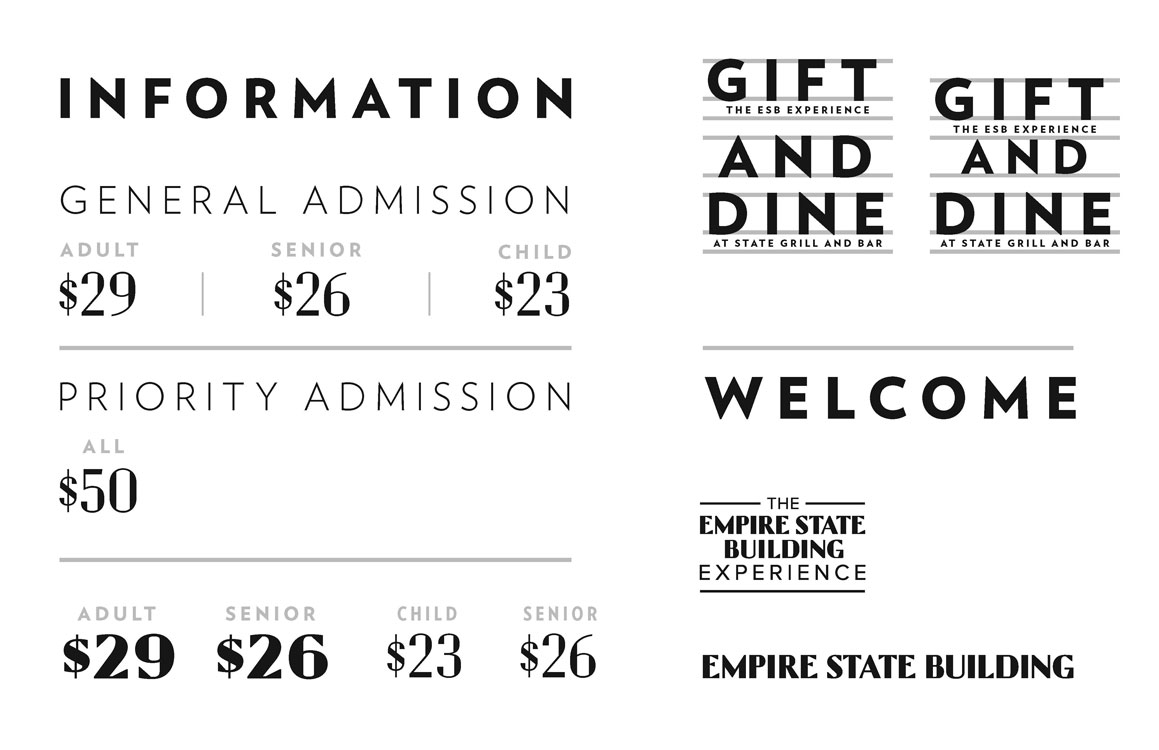 INFORMATION
GENERAL ADMISSION
ADULT SENIOR CHILD
$29 $26 $23
PRIORITY ADMISSION
ALL
$50
ADULT SENIOR CHILD SENIOR
$29 $26 $23 $26
GIFT
THE ESB EXPERIENCE
AND
DINE
AT STATE GRILL AND BAR
GIFT
THE ESB EXPERIENCE
AND
DINE
AT STATE GRILL AND BAR
WELCOME
THE
EMPIRE STATE
BUILDING
EXPERIENCE
EMPIRE STATE BUILDING